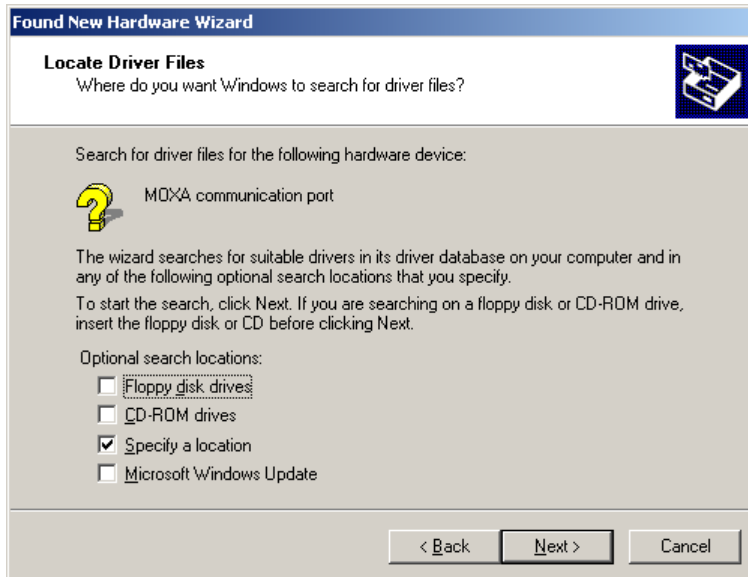 Found New Hardware Wizard
Locate Driver Files
Where do you want Windows to search for driver files?
Search for driver files for the following hardware device:
MOXA communication port
The wizard searches for suitable drivers in its driver database on your computer and in
any of the following optional search locations that you specify.
To start the search, click Next. If you are searching on a floppy disk or CD-ROM drive,
insert the floppy disk or CD before clicking Next.
Optional search locations:
Floppy disk drives
CD-ROM drives
Specify a location
Microsoft Windows Update
< Back
Next >
Cancel